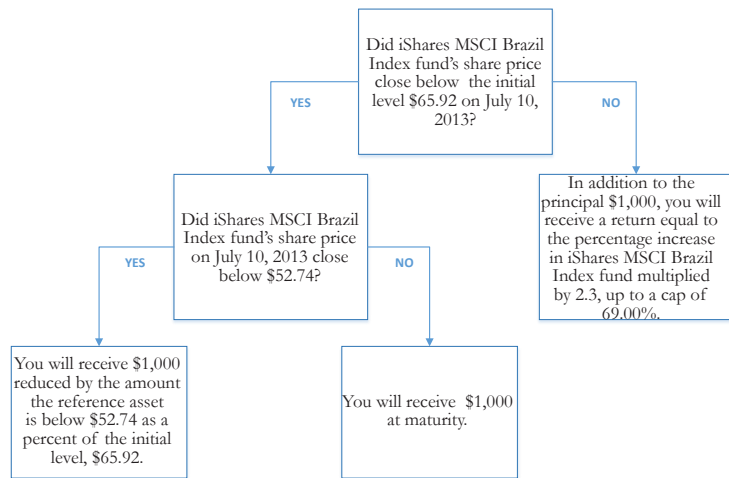 Did iShares MSCI Brazil
Index fund's share price
close below the initial
level $65.92 on July 10,
2013?
YES
NO
Did iShares MSCI Brazil
Index fund's share price
on July 10, 2013 close
below $52.74?
In addition to the
principal $1,000, you will
receive a return equal to
the percentage increase
in iShares MSCI Brazil
Index fund multiplied
by 2.3, up to a cap of
69.00%.
YES
NO
You will receive $1,000
reduced by the amount
the reference asset
is below $52.74 as a
percent of the initial
level, $65.92.
You will receive $1,000
at maturity.